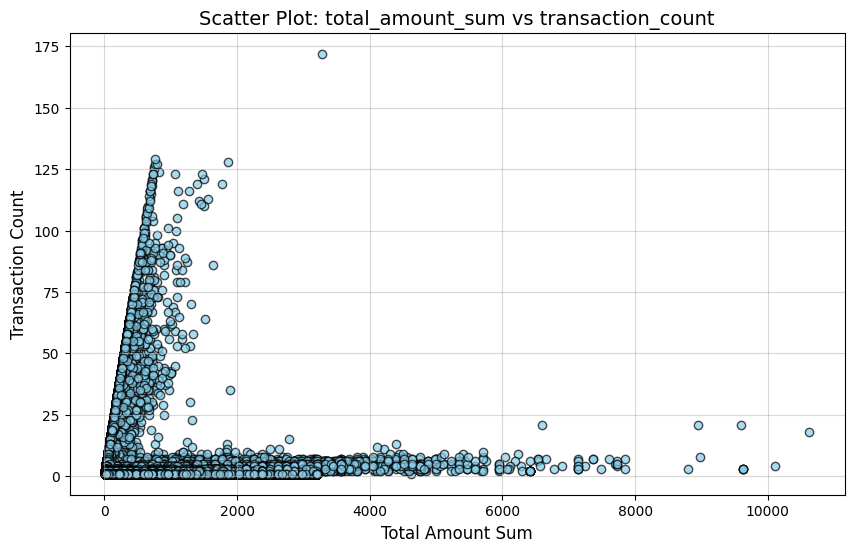 Scatter Plot: total_amount_sum vs transaction_count
175
150
125
100
75
50
25
0
Transaction Count
0 2000 4000 6000 8000 10000
Total Amount Sum